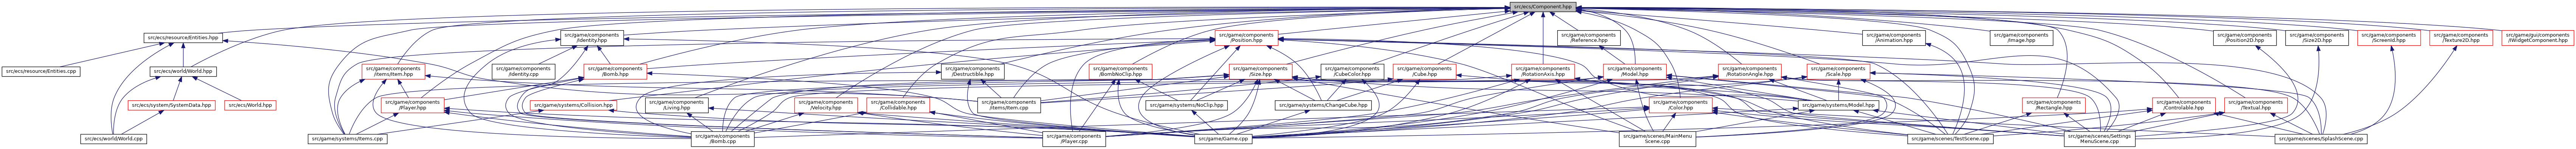 src/ecs/Component.hpp
src/ecs/resource/Entities.hpp
src/game/components
/Identity.hpp
src/game/components
/Position.hpp
src/game/components
/Reference.hpp
src/game/components
/Animation.hpp
src/game/components
/Image.hpp
src/game/components
/Position2D.hpp
src/game/components
/Size2D.hpp
src/game/components
/ScreenId.hpp
src/game/components
/Texture2D.hpp
src/game/gui/components
/WidgetComponent.hpp
src/ecs/resource/Entities.cpp
src/ecs/world/World.hpp
src/game/components
/items/Item.hpp
src/game/components
/Identity.cpp
src/game/components
/Bomb.hpp
src/game/components
/Destructible.hpp
src/game/components
/BombNoClip.hpp
src/game/components
/Size.hpp
src/game/components
/CubeColor.hpp
src/game/components
/Cube.hpp
src/game/components
/RotationAxis.hpp
src/game/components
/Model.hpp
src/game/components
/RotationAngle.hpp
src/game/components
/Scale.hpp
src/ecs/system/SystemData.hpp
src/ecs/World.hpp
src/game/components
/Player.hpp
src/game/systems/Collision.hpp
src/game/components
/Living.hpp
src/game/components
/Velocity.hpp
src/game/components
/Collidable.hpp
src/game/components
/items/Item.cpp
src/game/systems/NoClip.hpp
src/game/systems/ChangeCube.hpp
src/game/components
/Color.hpp
src/game/systems/Model.hpp
src/game/components
/Rectangle.hpp
src/game/components
/Controlable.hpp
src/game/components
/Textual.hpp
src/ecs/world/World.cpp
src/game/systems/Items.cpp
src/game/components
/Bomb.cpp
src/game/components
/Player.cpp
src/game/Game.cpp
src/game/scenes/MainMenu
Scene.cpp
src/game/scenes/TestScene.cpp
src/game/scenes/Settings
MenuScene.cpp
src/game/scenes/SplashScene.cpp